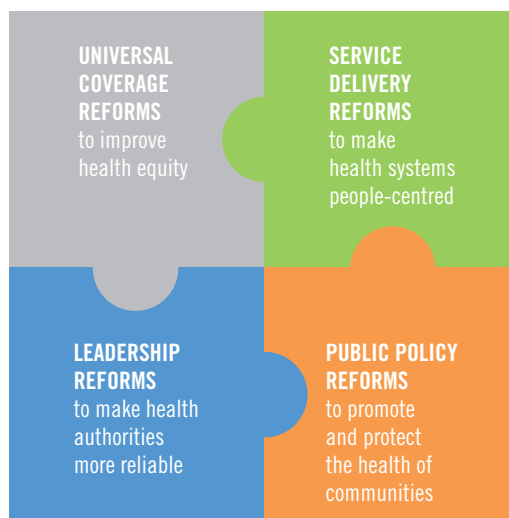 UNIVERSAL
COVERAGE
REFORMS
to improve
health equity
SERVICE
DELIVERY
REFORMS
to make
health systems
people-centred
LEADERSHIP
REFORMS
to make health
authorities
more reliable
PUBLIC POLICY
REFORMS
to promote
and protect
the health of
communities